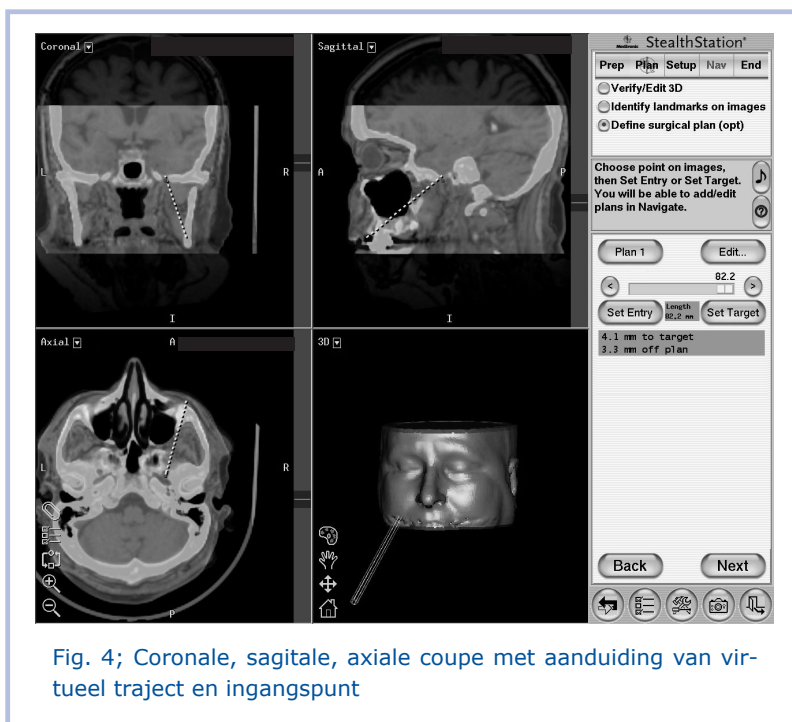 Coronal
L
R
I
Sagittal
A
P
I
Axial
A
L
R
P
3D
Medtronic
StealthStation
Prep Plan Setup Nav End
Verify/Edit 3D
Identify landmarks on images
Define surgical plan (opt)
Choose point on images,
then Set Entry or Set Target.
You will be able to add/edit
plans in Navigate.
Plan 1 Edit...
82.2
< >
Set Entry Length 82.2 mm Set Target
4.1 mm to target
3.3 mm off plan
Back Next
Fig. 4; Coronale, sagitale, axiale coupe met aanduiding van vir-
tueel traject en ingangspunt